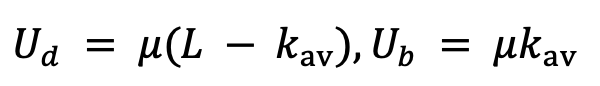 U_d = μ(L − k_av), U_b = μk_av